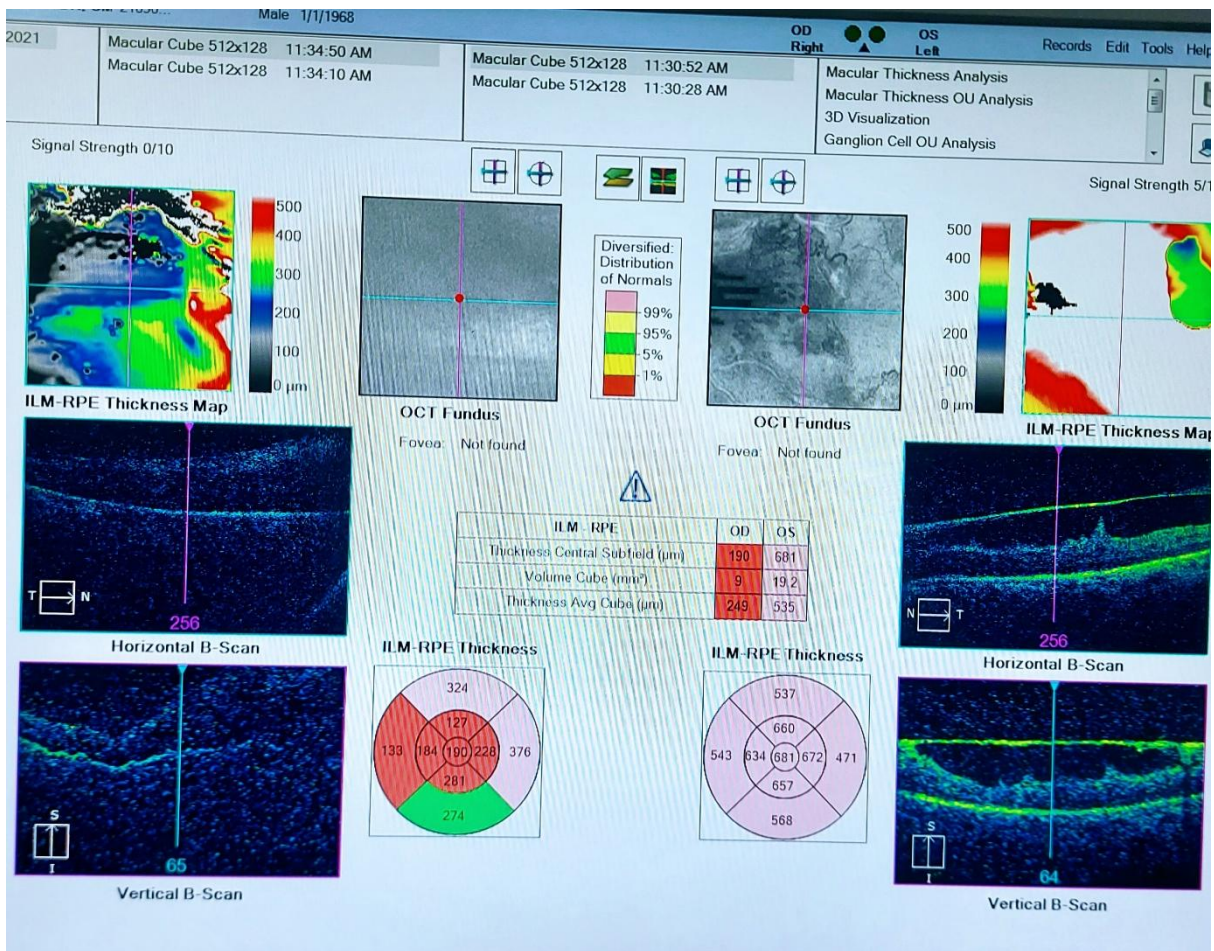 Male 1/1/1968
2021
Macular Cube 512x128 11:34:50 AM
Macular Cube 512x128 11:34:10 AM
Macular Cube 512x128 11:30:52 AM
Macular Cube 512x128 11:30:28 AM
OD
Right
OS
Left
Records Edit Tools Help
Macular Thickness Analysis
Macular Thickness OU Analysis
3D Visualization
Ganglion Cell OU Analysis
Signal Strength 0/10
Signal Strength 5/1
500
400
300
200
100
0 µm
ILM-RPE Thickness Map
OCT Fundus
Fovea: Not found
Diversified:
Distribution
of Normals
99%
95%
5%
1%
OCT Fundus
Fovea: Not found
500
400
300
200
100
0 µm
ILM-RPE Thickness Map
ILM - RPE OD OS
Thickness Central Subfield (µm) 190 681
Volume Cube (mm³) 9 19.2
Thickness Avg Cube (µm) 249 535
T N
256
Horizontal B-Scan
N T
256
Horizontal B-Scan
ILM-RPE Thickness
324
127
133 184 190 228 376
281
274
ILM-RPE Thickness
537
660
543 634 681 672 471
657
568
S
I
65
Vertical B-Scan
S
I
64
Vertical B-Scan